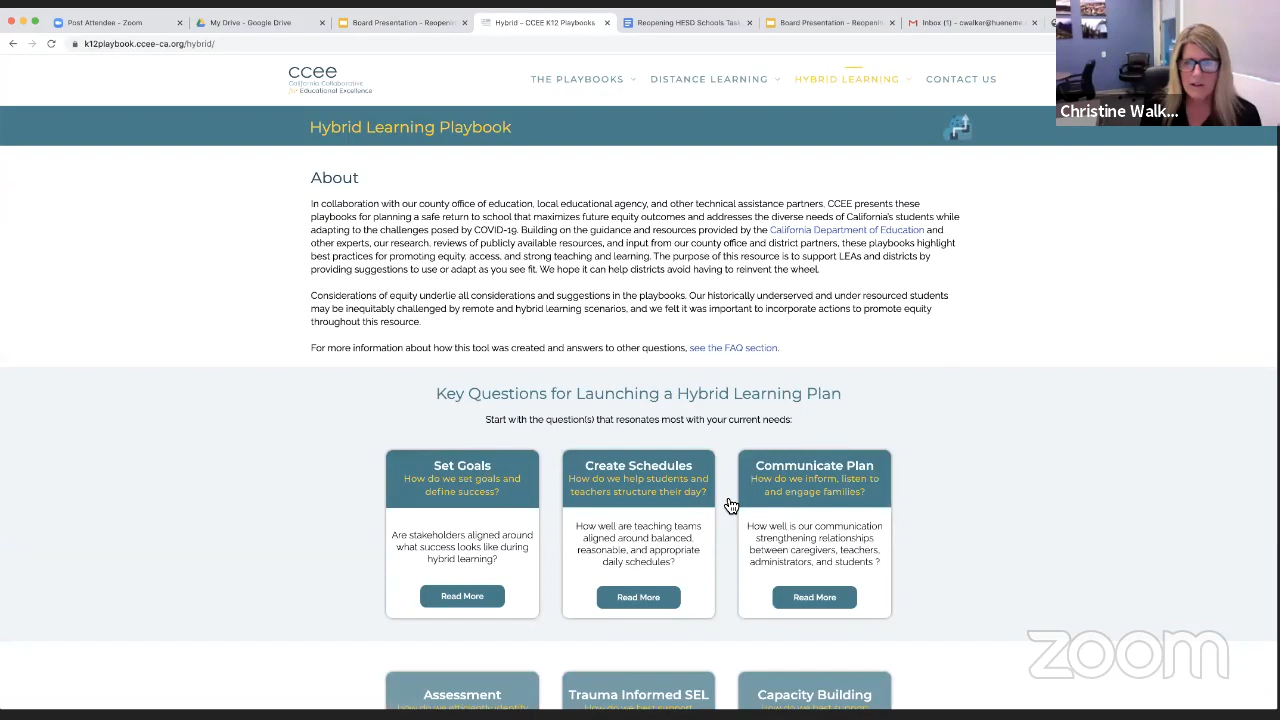 Post Attendee - Zoom
My Drive - Google Drive
Board Presentation - Reopenin
Hybrid – CCEE K12 Playbooks
Reopening HESD Schools Task
Board Presentation - Reopenin
Inbox (1) - cwalker@hueneme.
k12playbook.ccee-ca.org/hybrid/
ccee
California Collaborative
for Educational Excellence
THE PLAYBOOKS
DISTANCE LEARNING
HYBRID LEARNING
CONTACT US
Christine Walk...
Hybrid Learning Playbook
About
In collaboration with our county office of education, local educational agency, and other technical assistance partners, CCEE presents these
playbooks for planning a safe return to school that maximizes future equity outcomes and addresses the diverse needs of California's students while
adapting to the challenges posed by COVID-19. Building on the guidance and resources provided by the California Department of Education and
other experts, our research, reviews of publicly available resources, and input from our county office and district partners, these playbooks highlight
best practices for promoting equity, access, and strong teaching and learning. The purpose of this resource is to support LEAs and districts by
providing suggestions to use or adapt as you see fit. We hope it can help districts avoid having to reinvent the wheel.
Considerations of equity underlie all considerations and suggestions in the playbooks. Our historically underserved and under resourced students
may be inequitably challenged by remote and hybrid learning scenarios, and we felt it was important to incorporate actions to promote equity
throughout this resource.
For more information about how this tool was created and answers to other questions, see the FAQ section.
Key Questions for Launching a Hybrid Learning Plan
Start with the question(s) that resonates most with your current needs:
Set Goals
How do we set goals and
define success?
Are stakeholders aligned around
what success looks like during
hybrid learning?
Read More
Create Schedules
How do we help students and
teachers structure their day?
How well are teaching teams
aligned around balanced,
reasonable, and appropriate
daily schedules?
Read More
Communicate Plan
How do we inform, listen to
and engage families?
How well is our communication
strengthening relationships
between caregivers, teachers,
administrators, and students ?
Read More
zoom
Assessment
How do we efficiently identify
Trauma Informed SEL
How do we best support
Capacity Building
How do we best support